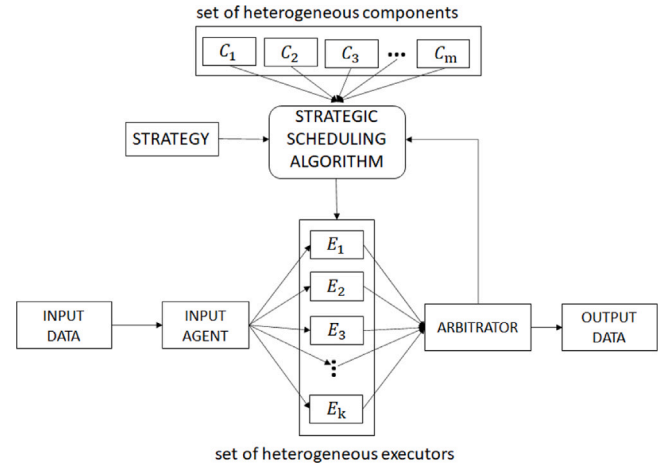 set of heterogeneous components
C1 C2 C3 ... Cm
STRATEGIC
SCHEDULING
ALGORITHM
STRATEGY
E1
E2
E3
⋮
Ek
INPUT
DATA
INPUT
AGENT
ARBITRATOR
OUTPUT
DATA
set of heterogeneous executors